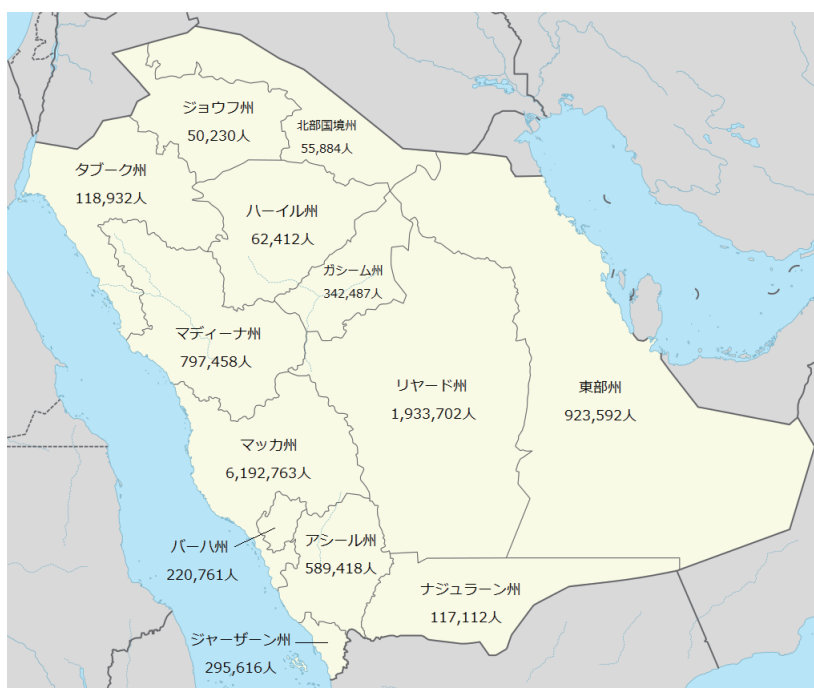 ジョウフ州
50,230人
北部国境州
55,884人
タブーク州
118,932人
ハーイル州
62,412人
ガシーム州
342,487人
マディーナ州
797,458人
リヤード州
1,933,702人
東部州
923,592人
マッカ州
6,192,763人
バーハ州
220,761人
アシール州
589,418人
ナジュラーン州
117,112人
ジャーザーン州
295,616人